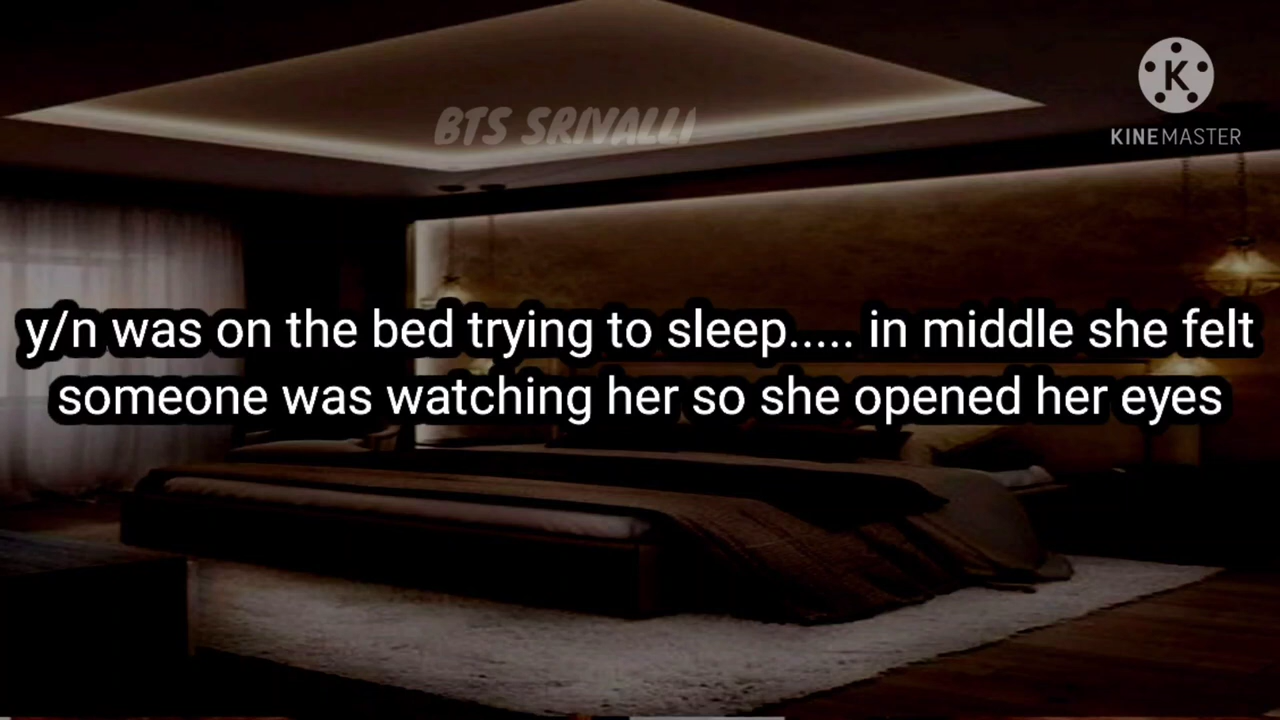 BTS SRIVALLI
K
KINEMASTER
y/n was on the bed trying to sleep..... in middle she felt
someone was watching her so she opened her eyes